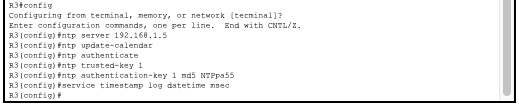 R3#config
Configuring from terminal, memory, or network [terminal]?
Enter configuration commands, one per line.  End with CNTL/Z.
R3(config)#ntp server 192.168.1.5
R3(config)#ntp update-calendar
R3(config)#ntp authenticate
R3(config)#ntp trusted-key 1
R3(config)#ntp authentication-key 1 md5 NTPpa55
R3(config)#service timestamp log datetime msec
R3(config)#